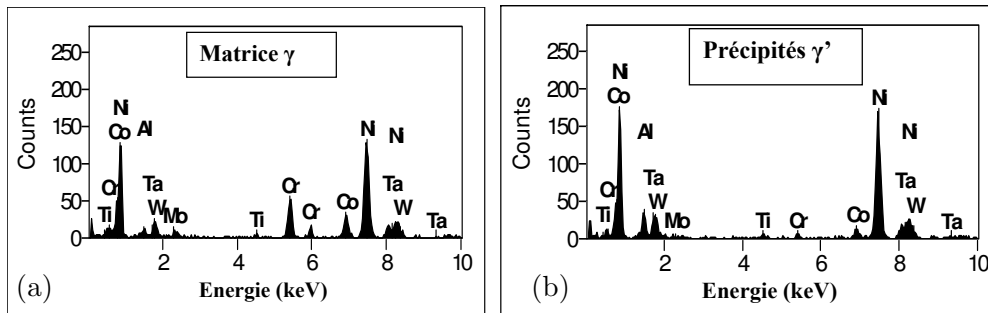 Matrice γ
250
200
150
100
50
0
Counts
Ni
Co Al
Cr Ta
Ti W Mo
Ti Cr Cr Co Ni Ni
Ta
W Ta
2 4 6 8 10
(a) Energie (keV)
Précipités γ’
250
200
150
100
50
0
Counts
Ni
Co
Al
Cr Ta
Ti W
Mo
Ti Cr Co Ni Ni
Ta
W Ta
2 4 6 8 10
(b) Energie (keV)